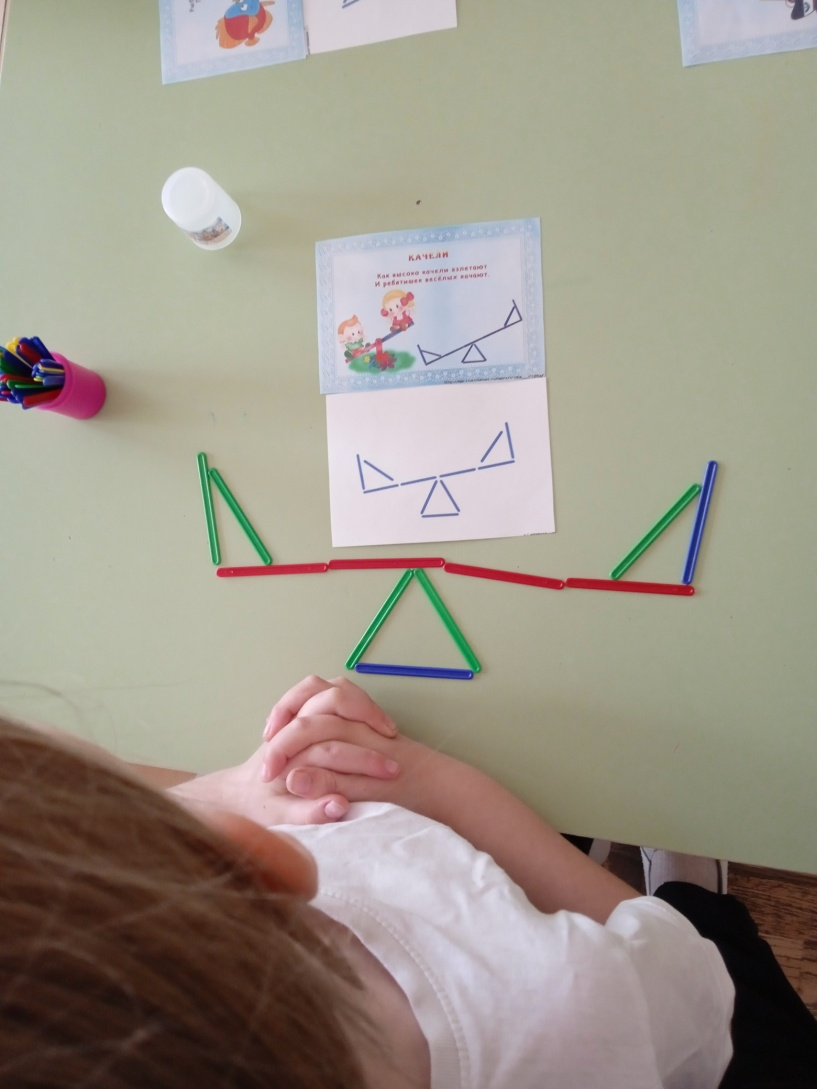 КАЧЕЛИ
Как высоко качели взлетают
И ребятишек весёлых качают.